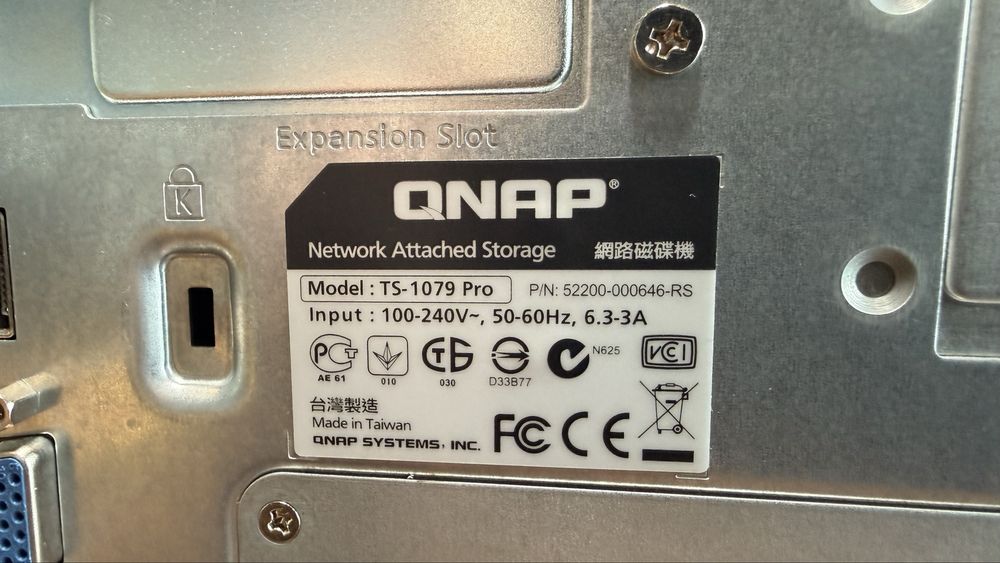 Expansion Slot
K
QNAP®
Network Attached Storage 網路磁碟機
Model : TS-1079 Pro P/N: 52200-000646-RS
Input : 100-240V~, 50-60Hz, 6.3-3A
PCT
AE 61
010
CTG
030
D33B77
N625
VCI
台灣製造
Made in Taiwan
QNAP SYSTEMS, INC.
FC CE